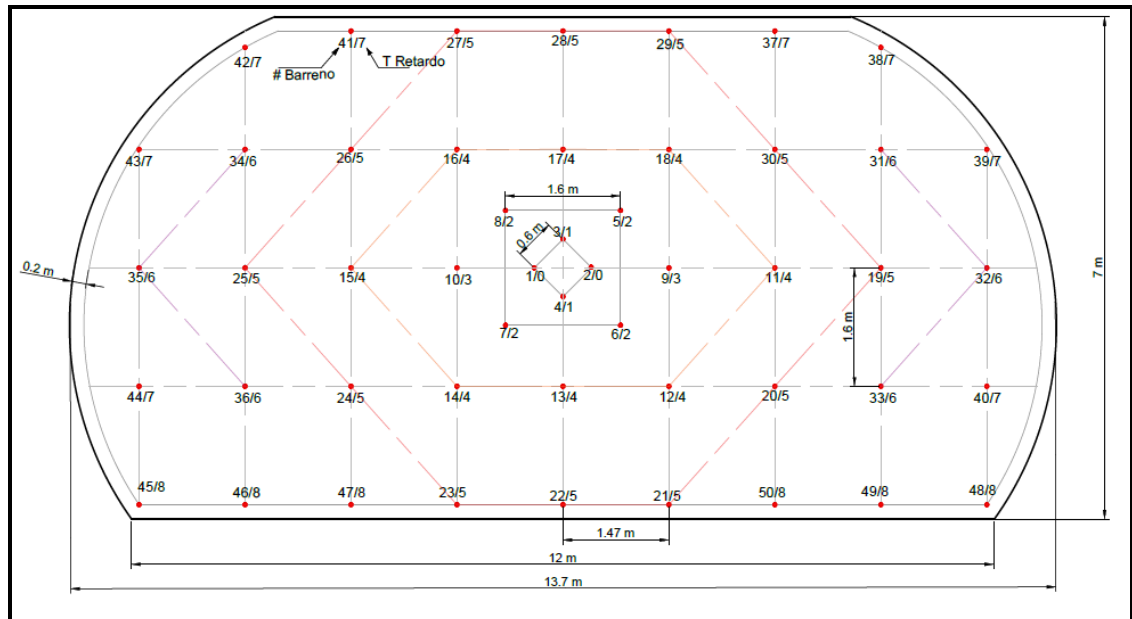 41/7 27/5 28/5 29/5 37/7
42/7 # Barreno T Retardo 38/7
43/7 34/6 26/5 16/4 17/4 18/4 30/5 31/6 39/7
1.6 m
8/2 5/2
0.6 m 3/1
0.2 m 35/6 25/5 15/4 10/3 1/0 2/0 9/3 11/4 19/5 32/6 7 m
4/1
7/2 6/2 1.6 m
44/7 36/6 24/5 14/4 13/4 12/4 20/5 33/6 40/7
45/8 46/8 47/8 23/5 22/5 21/5 50/8 49/8 48/8
1.47 m
12 m
13.7 m